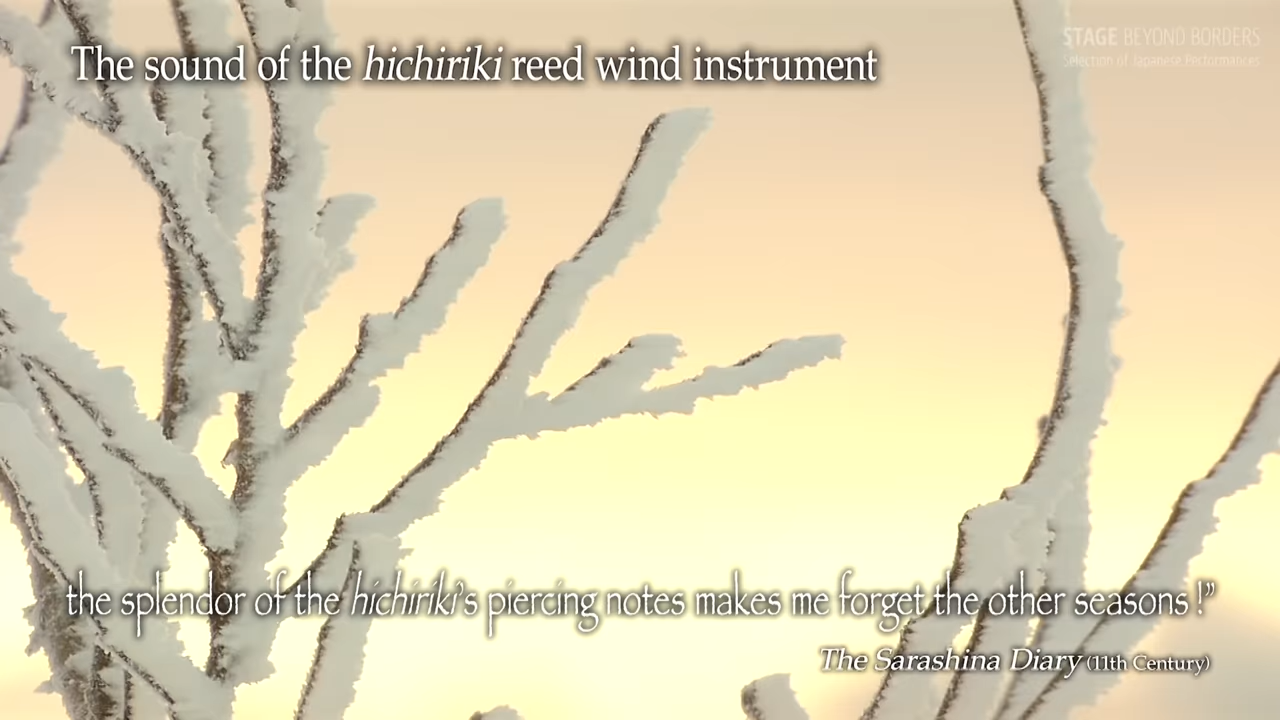 STAGE BEYOND BORDERS
Selection of Japanese Performances
The sound of the hichiriki reed wind instrument
the splendor of the hichiriki's piercing notes makes me forget the other seasons !”
The Sarashina Diary (11th Century)